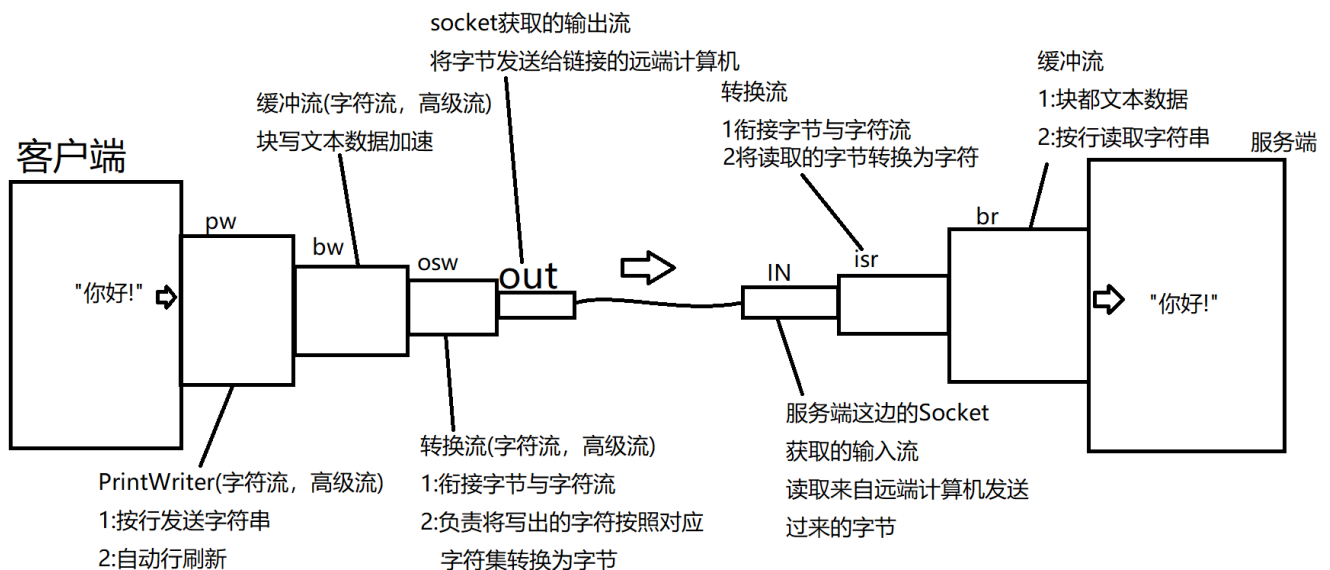 socket获取的输出流
将字节发送给链接的远端计算机
缓冲流(字符流，高级流)
块写文本数据加速
转换流
1衔接字节与字符流
2将读取的字节转换为字符
缓冲流
1:块都文本数据
2:按行读取字符串
客户端
服务端
pw
bw
osw
out
IN
isr
br
"你好!"
"你好!"
PrintWriter(字符流，高级流)
1:按行发送字符串
2:自动行刷新
转换流(字符流，高级流)
1:衔接字节与字符流
2:负责将写出的字符按照对应
字符集转换为字节
服务端这边的Socket
获取的输入流
读取来自远端计算机发送
过来的字节